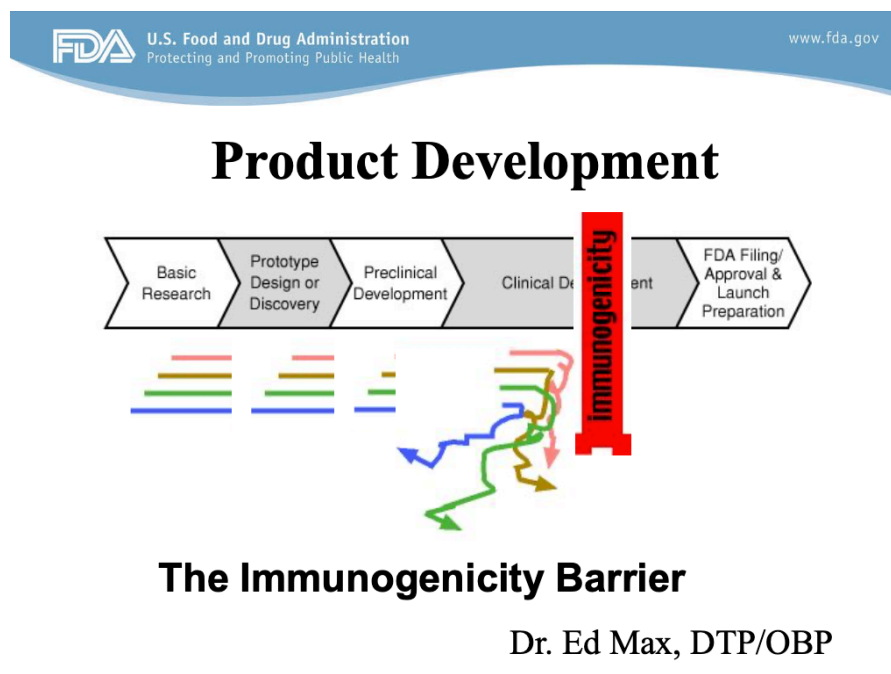 FDA
U.S. Food and Drug Administration
Protecting and Promoting Public Health
www.fda.gov
Product Development
Basic
Research
Prototype
Design or
Discovery
Preclinical
Development
Clinical De
ent
immunogenicity
FDA Filing/
Approval &
Launch
Preparation
The Immunogenicity Barrier
Dr. Ed Max, DTP/OBP